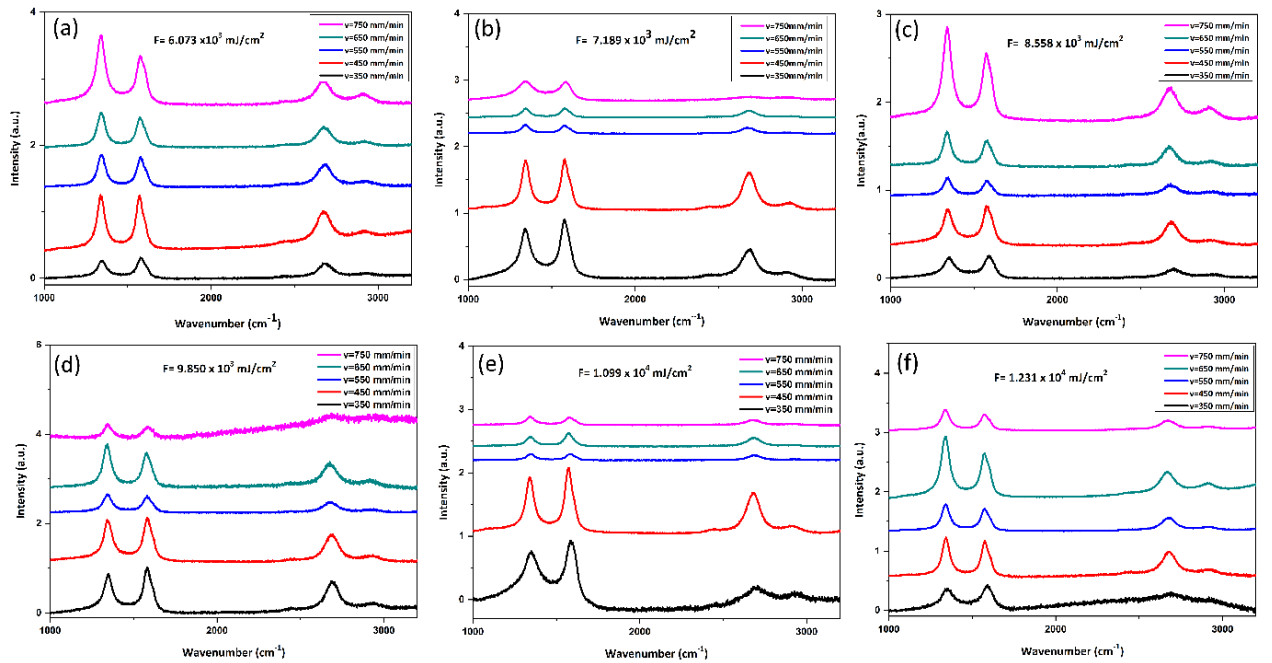 (a)
F= 6.073 x10³ mJ/cm²
v=750 mm/min
v=650 mm/min
v=550 mm/min
v=450 mm/min
v=350 mm/min
4
2
0
Intensity (a.u.)
1000
2000
3000
Wavenumber (cm⁻¹)
(b)
F = 7.189 x 10³ mJ/cm²
v=750mm/min
v=650mm/min
v=550mm/min
v=450mm/min
v=350mm/min
4
3
2
1
0
Intensity (a.u.)
1000
2000
3000
Wavenumber (cm⁻¹)
(c)
F = 8.558 x 10³ mJ/cm²
v=750 mm/min
v=650 mm/min
v=550 mm/min
v=450 mm/min
v=350 mm/min
3
2
1
0
Intensity(a.u.)
1000
2000
3000
Wavenumber (cm⁻¹)
(d)
F= 9.850 x 10³ mJ/cm²
v=750 mm/min
v=650 mm/min
v=550 mm/min
v=450 mm/min
v=350 mm/min
6
4
2
0
Intensity (a.u.)
1000
2000
3000
Wavenumber (cm⁻¹)
(e)
F= 1.099 x 10⁴ mJ/cm²
v=750 mm/min
v=650 mm/min
v=550 mm/min
v=450 mm/min
v=350 mm/min
4
3
2
1
0
Intensity (a.u.)
1000
2000
3000
Wavenumber (cm⁻¹)
(f)
F= 1.231 x 10⁴ mJ/cm²
v=750 mm/min
v=650 mm/min
v=550 mm/min
v=450 mm/min
v=350 mm/min
4
3
2
1
0
Intensity (a.u.)
1000
2000
3000
Wavenumber (cm⁻¹)